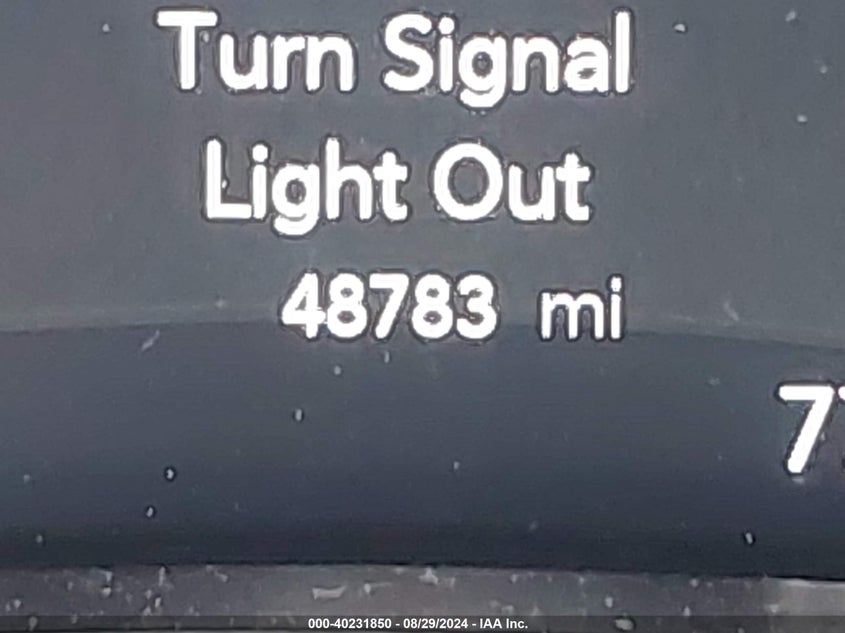 Turn Signal
Light Out
48783 mi
000-40231850 - 08/29/2024 - IAA Inc.